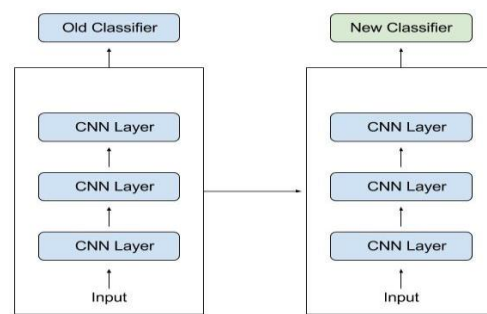 Old Classifier
CNN Layer
CNN Layer
CNN Layer
Input
New Classifier
CNN Layer
CNN Layer
CNN Layer
Input